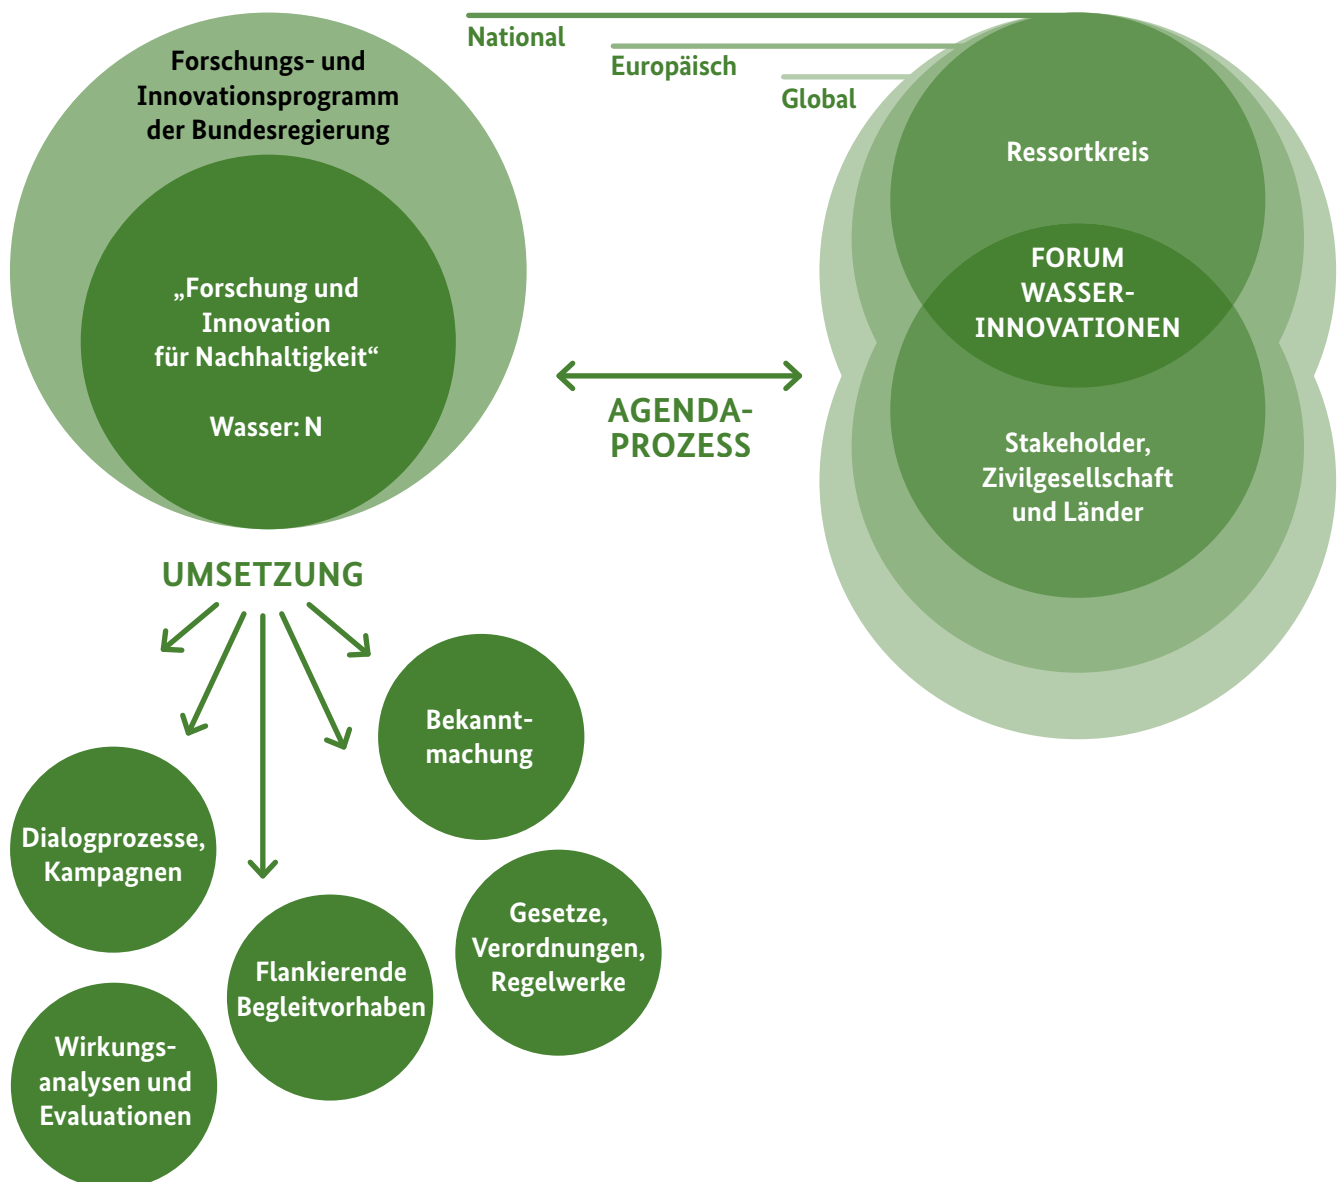 Forschungs- und
Innovationsprogramm
der Bundesregierung
„Forschung und
Innovation
für Nachhaltigkeit“
Wasser: N
National
Europäisch
Global
Ressortkreis
FORUM
WASSER-
INNOVATIONEN
Stakeholder,
Zivilgesellschaft
und Länder
AGENDA-
PROZESS
UMSETZUNG
Bekannt-
machung
Dialogprozesse,
Kampagnen
Gesetze,
Verordnungen,
Regelwerke
Flankierende
Begleitvorhaben
Wirkungs-
analysen und
Evaluationen